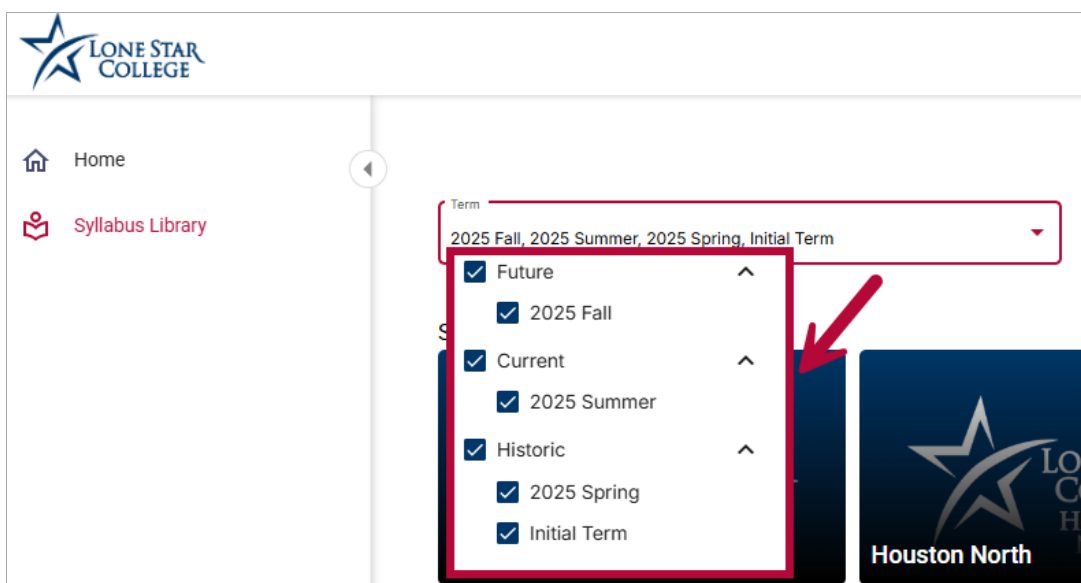 LONE STAR
COLLEGE
Home
Syllabus Library
Term
2025 Fall, 2025 Summer, 2025 Spring, Initial Term
Future
2025 Fall
Current
2025 Summer
Historic
2025 Spring
Initial Term
Houston North